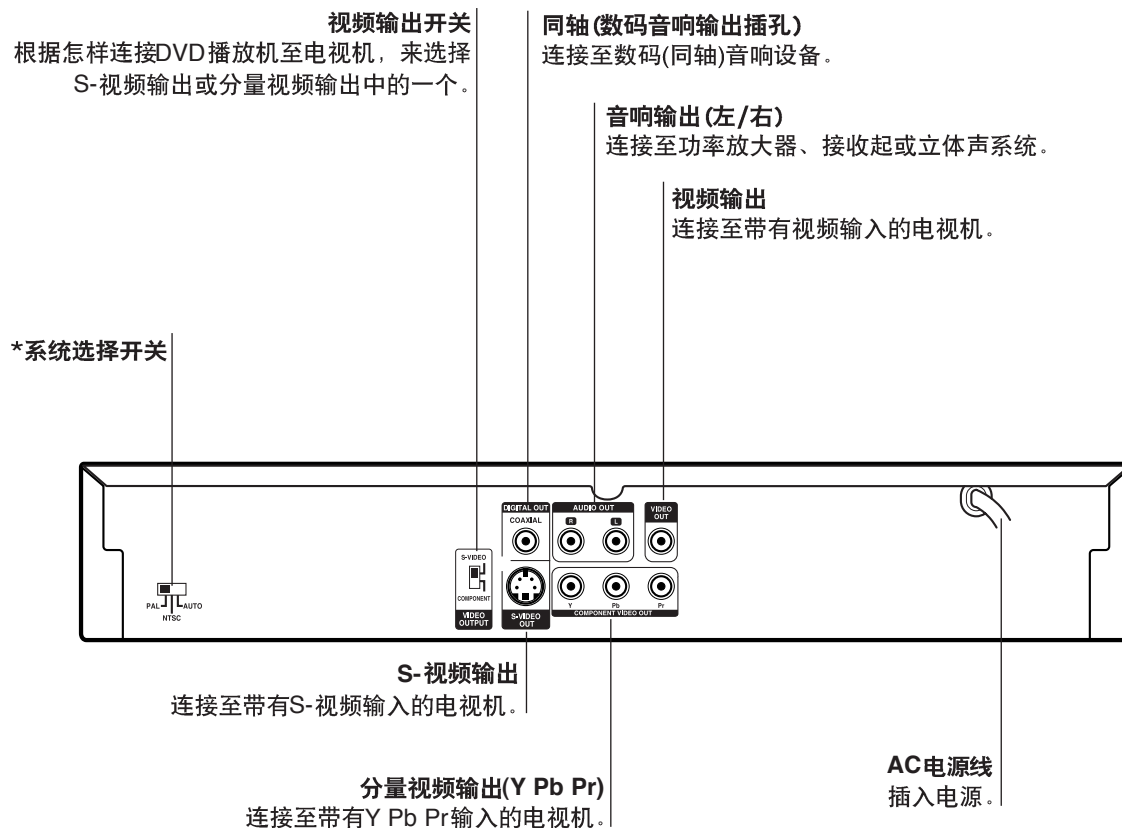 视频输出开关
根据怎样连接DVD播放机至电视机，来选择
S-视频输出或分量视频输出中的一个。
同轴(数码音响输出插孔)
连接至数码(同轴)音响设备。
音响输出(左/右)
连接至功率放大器、接收起或立体声系统。
视频输出
连接至带有视频输入的电视机。
*系统选择开关
DIGITAL OUT
AUDIO OUT
VIDEO
OUT
COAXIAL
R
L
S-VIDEO
COMPONENT
VIDEO
OUTPUT
S-VIDEO
OUT
Y
Pb
Pr
COMPONENT VIDEO OUT
PAL
AUTO
NTSC
S-视频输出
连接至带有S-视频输入的电视机。
分量视频输出(Y Pb Pr)
连接至带有Y Pb Pr输入的电视机。
AC电源线
插入电源。